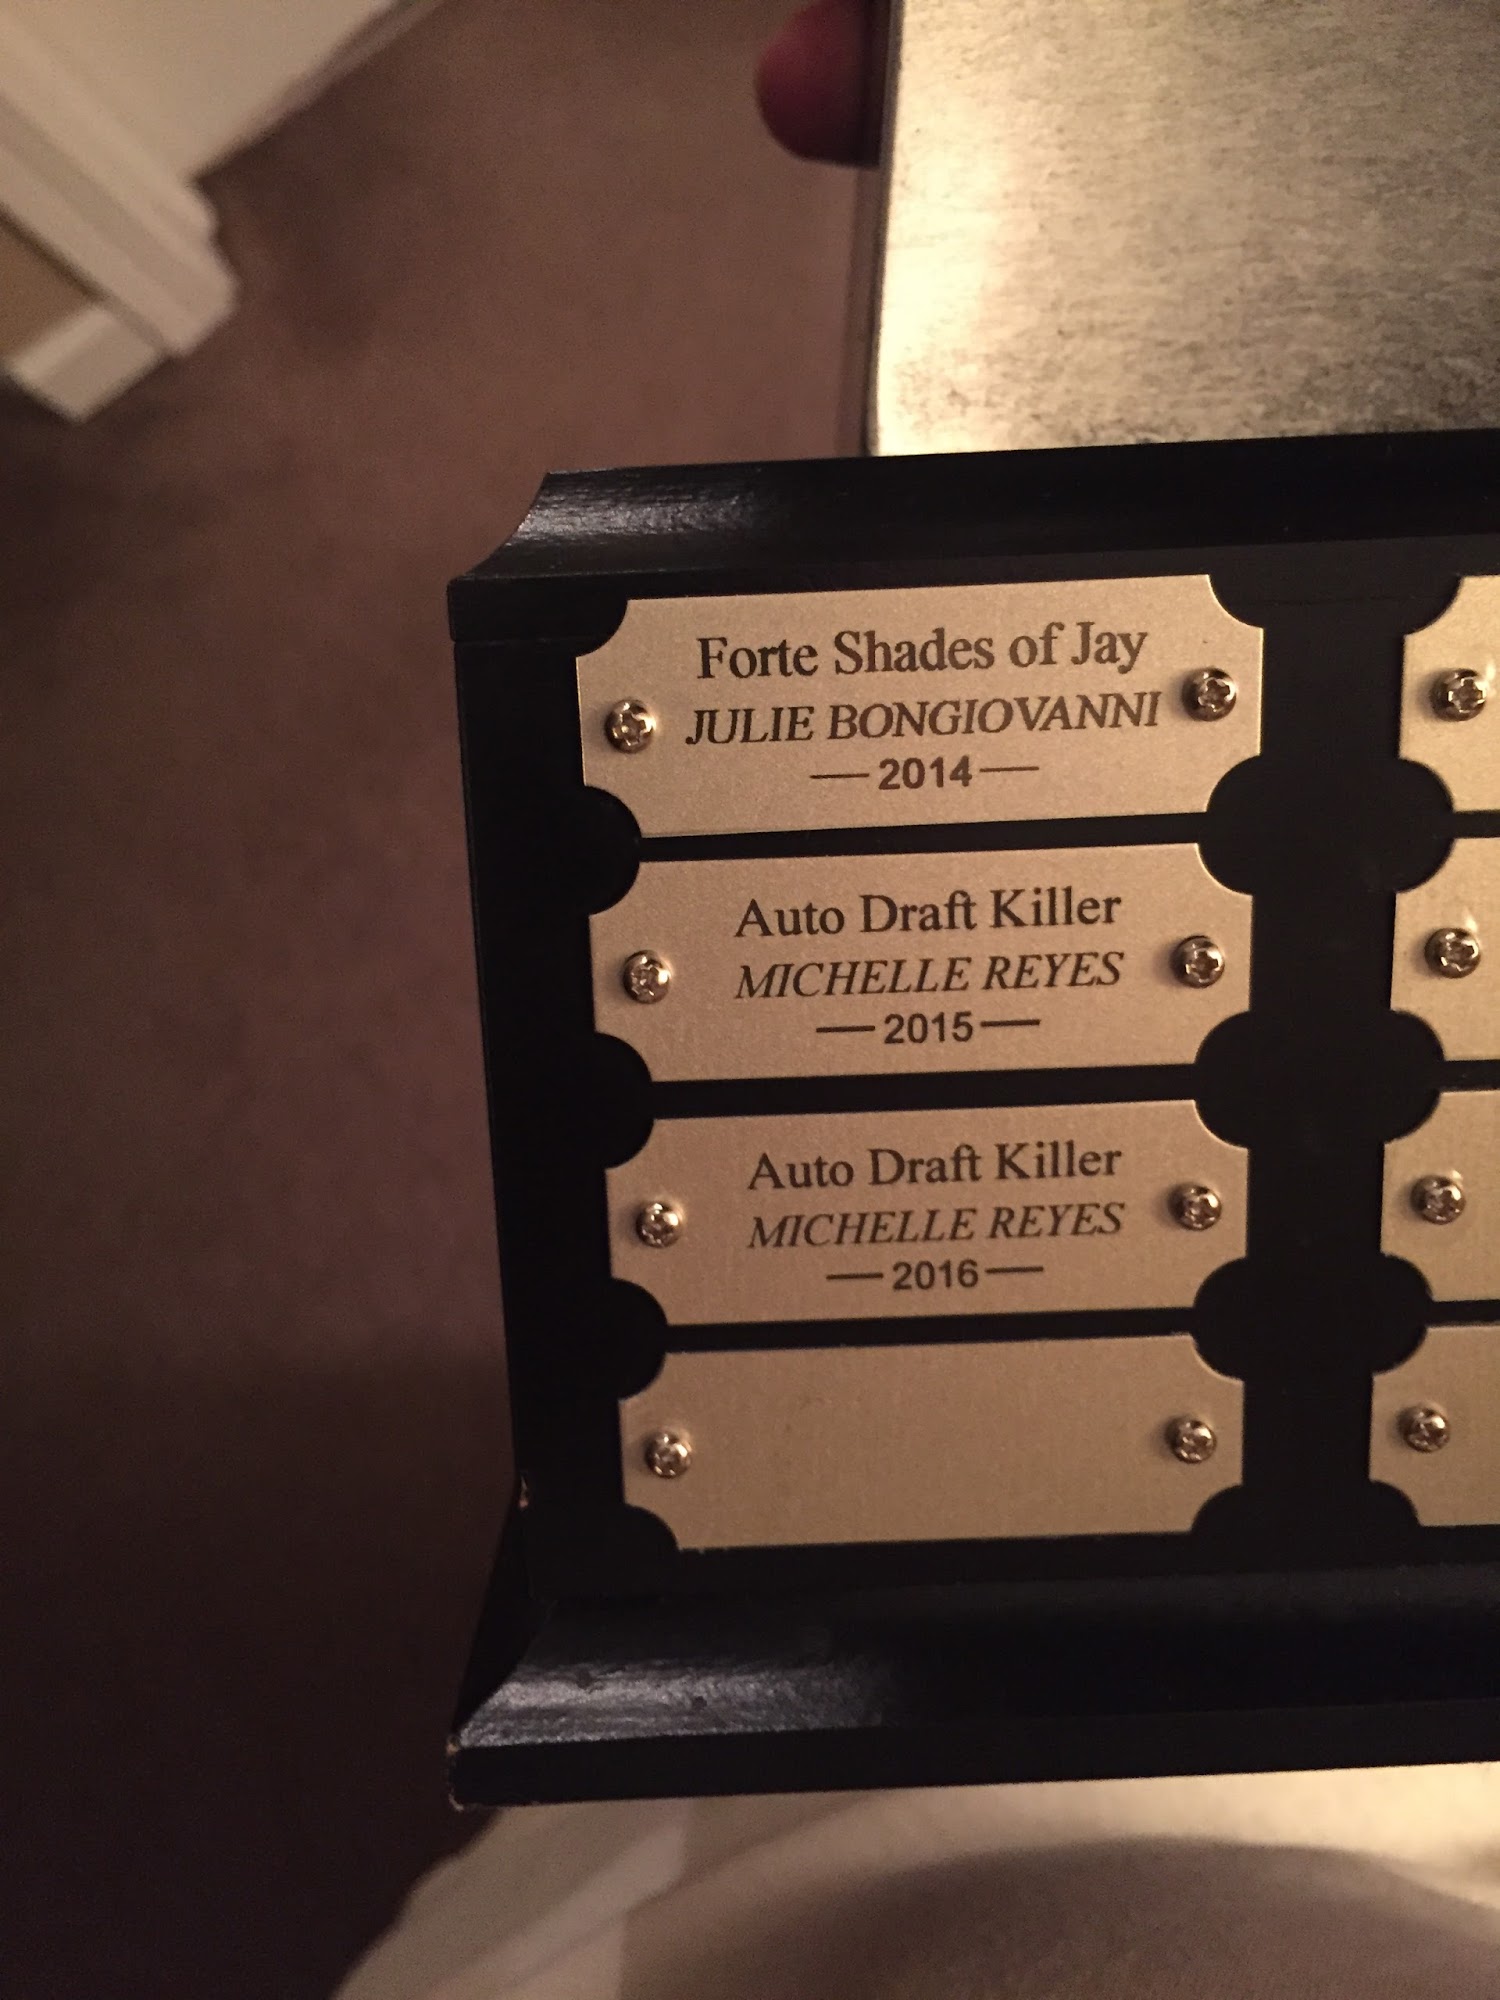 Forte Shades of Jay
JULIE BONGIOVANNI
— 2014 —
Auto Draft Killer
MICHELLE REYES
— 2015 —
Auto Draft Killer
MICHELLE REYES
— 2016 —